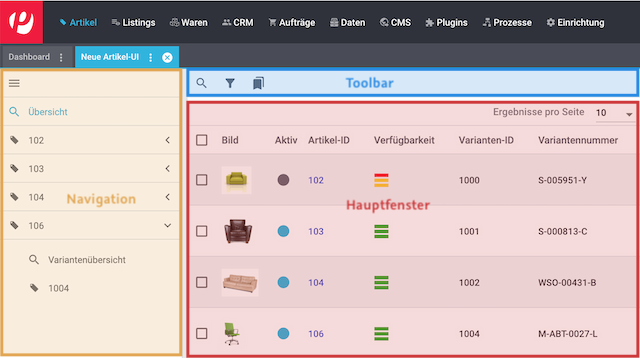 Artikel Listings Waren CRM Aufträge Daten CMS Plugins Prozesse Einrichtung
Dashboard Neue Artikel-UI
Toolbar
Übersicht
102
103
104
106
Variantenübersicht
1004
Navigation
Ergebnisse pro Seite 10
Bild Aktiv Artikel-ID Verfügbarkeit Varianten-ID Variantennummer
102 1000 S-005951-Y
Hauptfenster
103 1001 S-000813-C
104 1002 WSO-00431-B
106 1004 M-ABT-0027-L